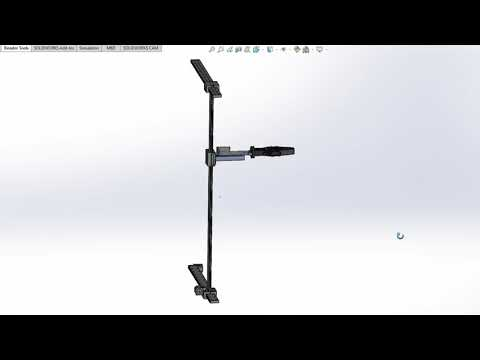 Render Tools SOLIDWORKS Add-Ins Simulation MBD SOLIDWORKS CAM